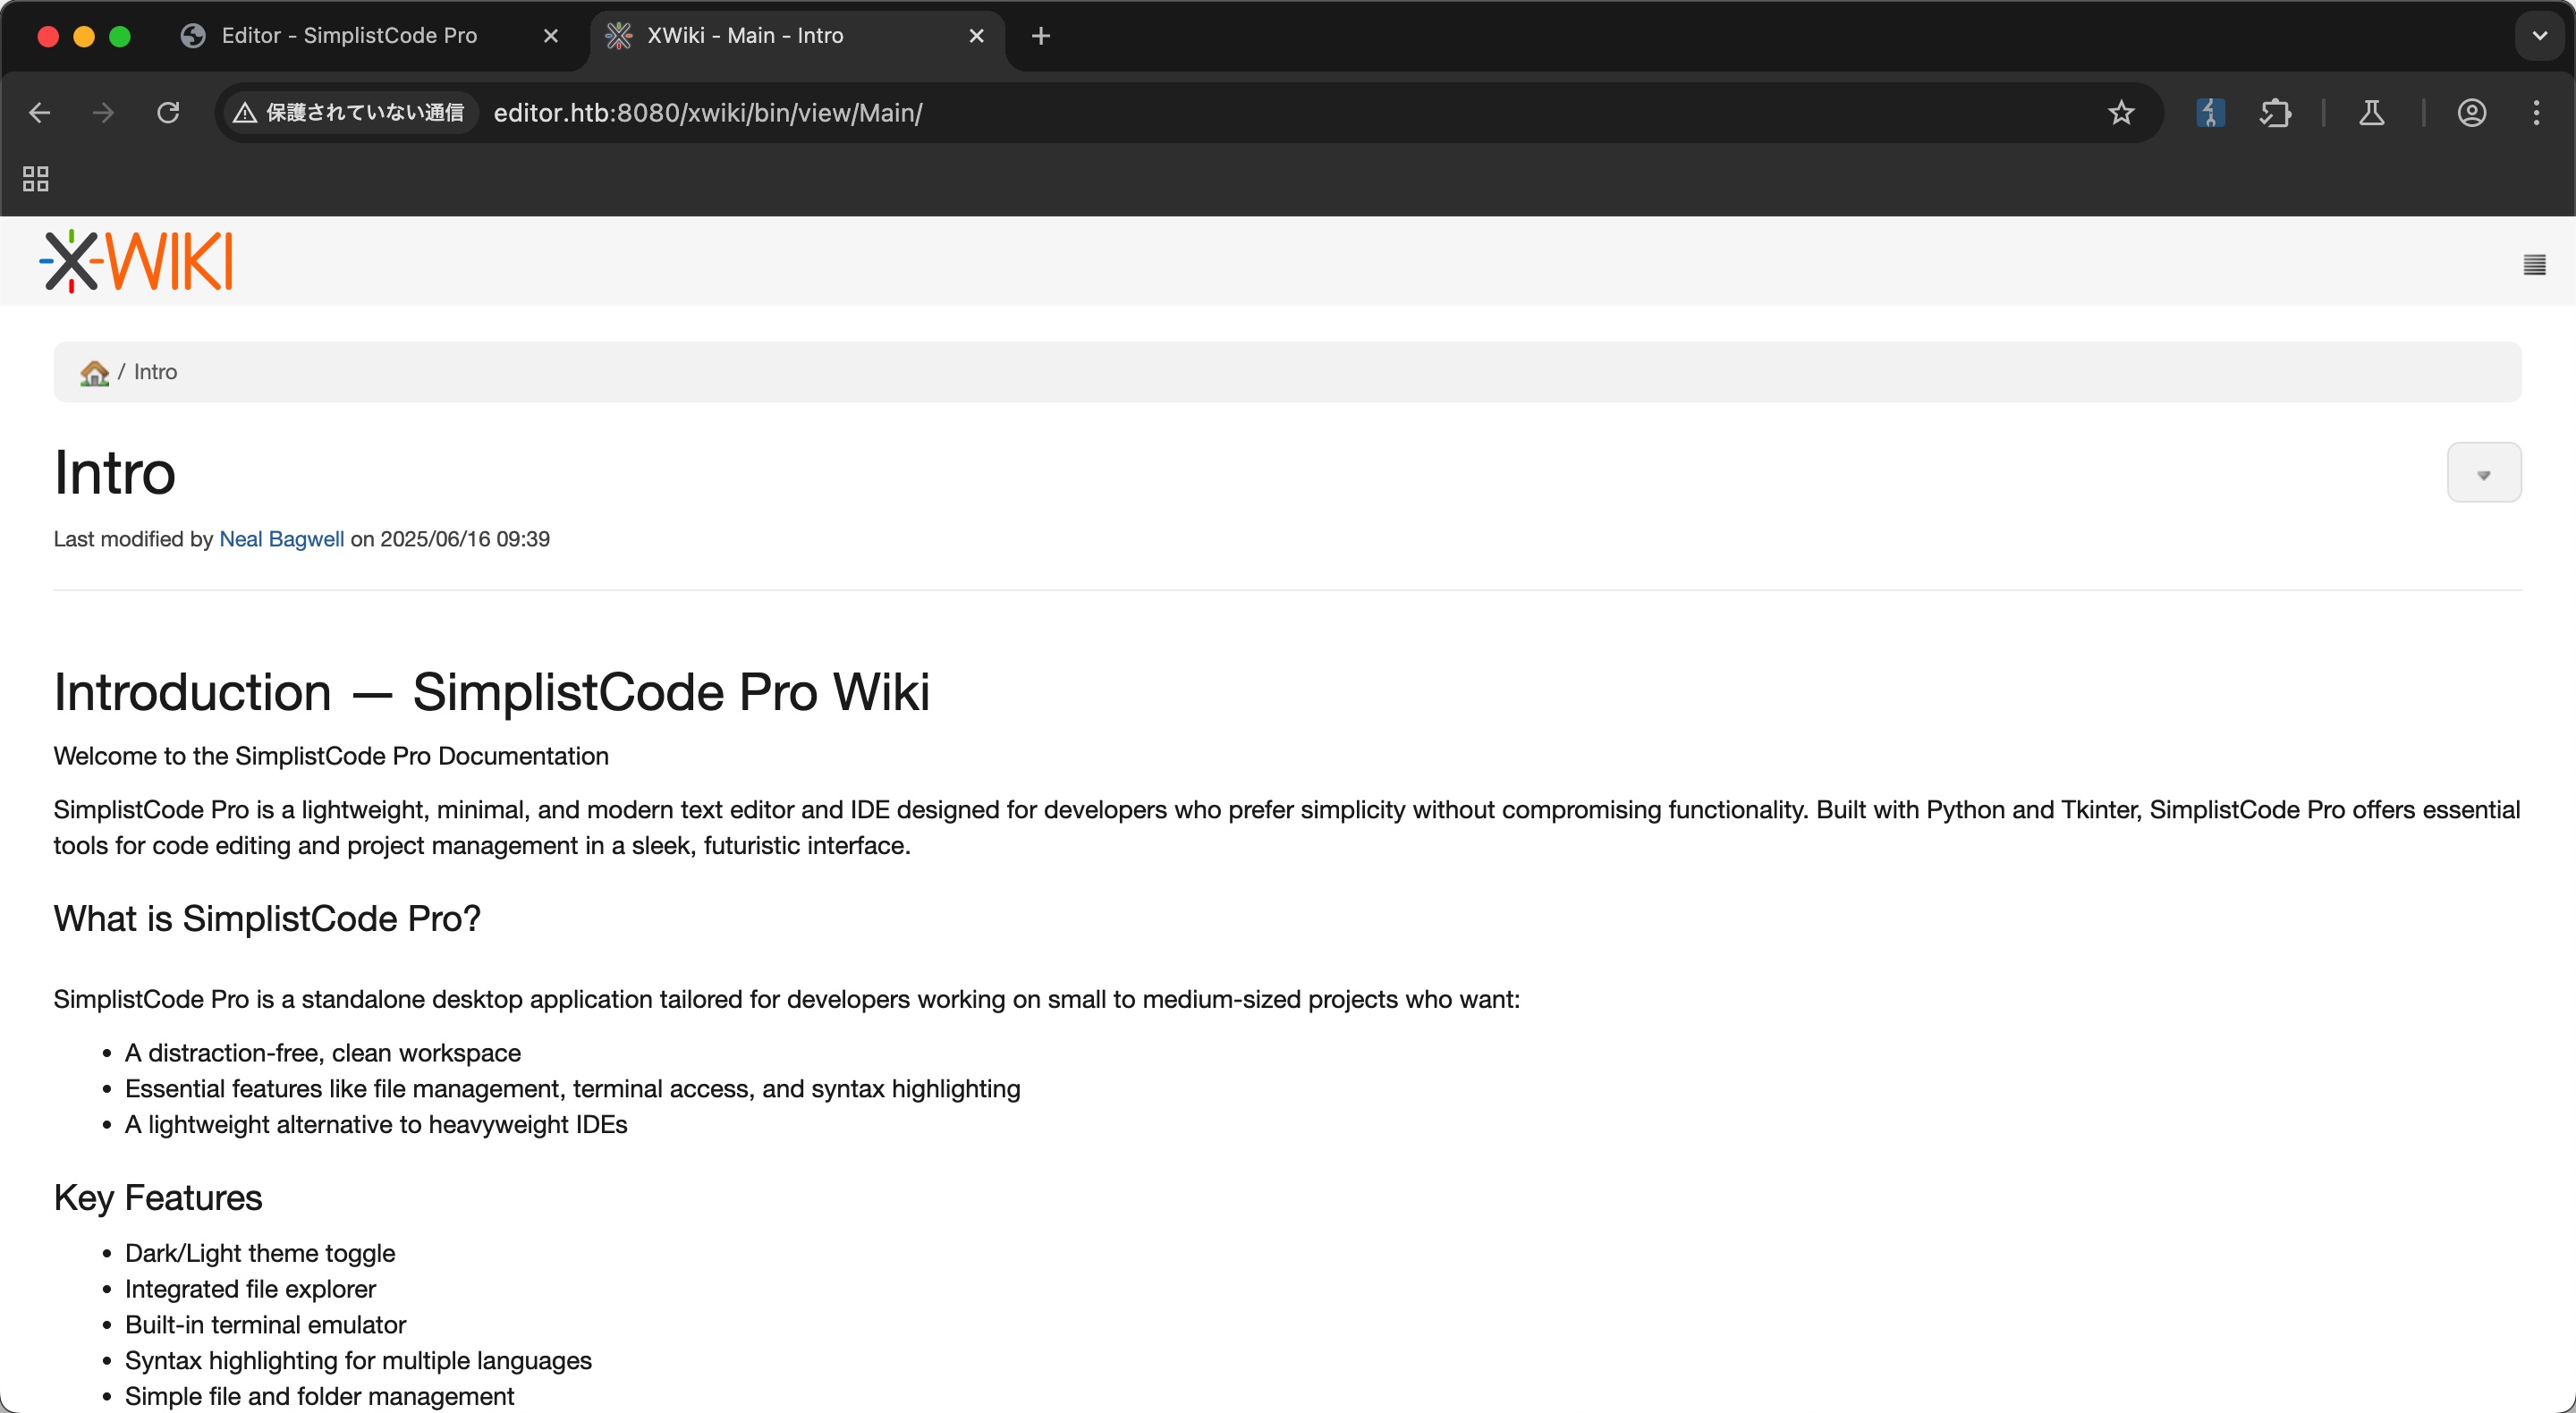 Editor - SimplistCode Pro
XWiki - Main - Intro
保護されていない通信
editor.htb:8080/xwiki/bin/view/Main/
XWIKI
/ Intro
Intro
Last modified by Neal Bagwell on 2025/06/16 09:39
Introduction — SimplistCode Pro Wiki
Welcome to the SimplistCode Pro Documentation
SimplistCode Pro is a lightweight, minimal, and modern text editor and IDE designed for developers who prefer simplicity without compromising functionality. Built with Python and Tkinter, SimplistCode Pro offers essential
tools for code editing and project management in a sleek, futuristic interface.
What is SimplistCode Pro?
SimplistCode Pro is a standalone desktop application tailored for developers working on small to medium-sized projects who want:
• A distraction-free, clean workspace
• Essential features like file management, terminal access, and syntax highlighting
• A lightweight alternative to heavyweight IDEs
Key Features
• Dark/Light theme toggle
• Integrated file explorer
• Built-in terminal emulator
• Syntax highlighting for multiple languages
• Simple file and folder management